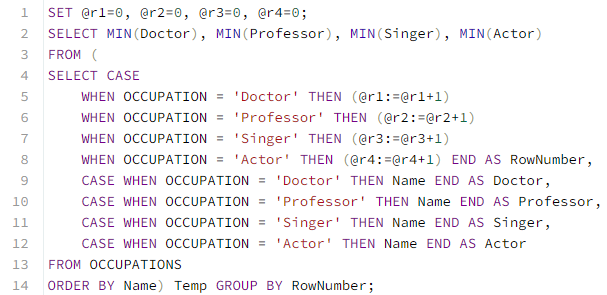 1 SET @r1=0, @r2=0, @r3=0, @r4=0;
2 SELECT MIN(Doctor), MIN(Professor), MIN(Singer), MIN(Actor)
3 FROM (
4 SELECT CASE
5     WHEN OCCUPATION = 'Doctor' THEN (@r1:=@r1+1)
6     WHEN OCCUPATION = 'Professor' THEN (@r2:=@r2+1)
7     WHEN OCCUPATION = 'Singer' THEN (@r3:=@r3+1)
8     WHEN OCCUPATION = 'Actor' THEN (@r4:=@r4+1) END AS RowNumber,
9     CASE WHEN OCCUPATION = 'Doctor' THEN Name END AS Doctor,
10     CASE WHEN OCCUPATION = 'Professor' THEN Name END AS Professor,
11     CASE WHEN OCCUPATION = 'Singer' THEN Name END AS Singer,
12     CASE WHEN OCCUPATION = 'Actor' THEN Name END AS Actor
13 FROM OCCUPATIONS
14 ORDER BY Name) Temp GROUP BY RowNumber;